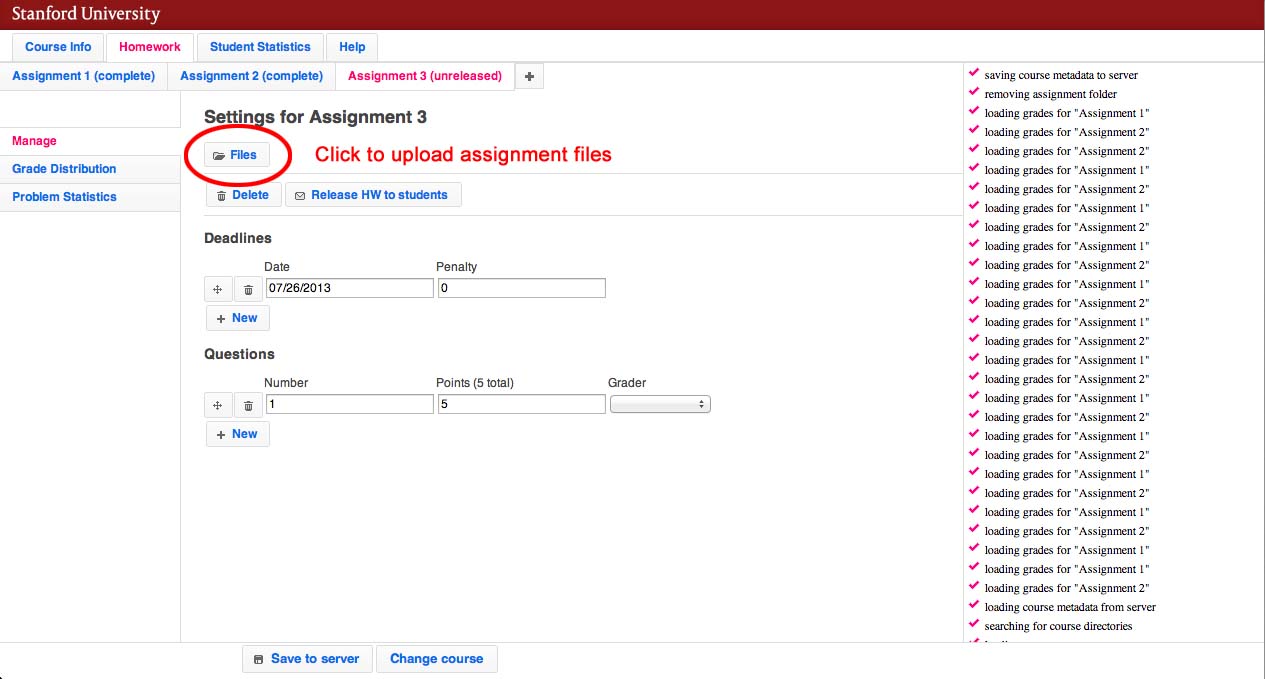 Stanford University
Course Info Homework Student Statistics Help
Assignment 1 (complete) Assignment 2 (complete) Assignment 3 (unreleased)
Manage
Grade Distribution
Problem Statistics
Settings for Assignment 3
Files Click to upload assignment files
Delete Release HW to students
Deadlines
Date Penalty
07/26/2013 0
New
Questions
Number Points (5 total) Grader
1 5
New
saving course metadata to server
removing assignment folder
loading grades for "Assignment 1"
loading grades for "Assignment 2"
loading grades for "Assignment 2"
loading grades for "Assignment 1"
loading grades for "Assignment 2"
loading grades for "Assignment 1"
loading grades for "Assignment 2"
loading grades for "Assignment 1"
loading grades for "Assignment 2"
loading grades for "Assignment 1"
loading grades for "Assignment 2"
loading grades for "Assignment 1"
loading grades for "Assignment 2"
loading grades for "Assignment 1"
loading grades for "Assignment 2"
loading grades for "Assignment 1"
loading grades for "Assignment 2"
loading grades for "Assignment 1"
loading grades for "Assignment 2"
loading grades for "Assignment 1"
loading grades for "Assignment 2"
loading grades for "Assignment 1"
loading grades for "Assignment 2"
loading grades for "Assignment 1"
loading grades for "Assignment 1"
loading grades for "Assignment 2"
loading course metadata from server
searching for course directories
Save to server Change course